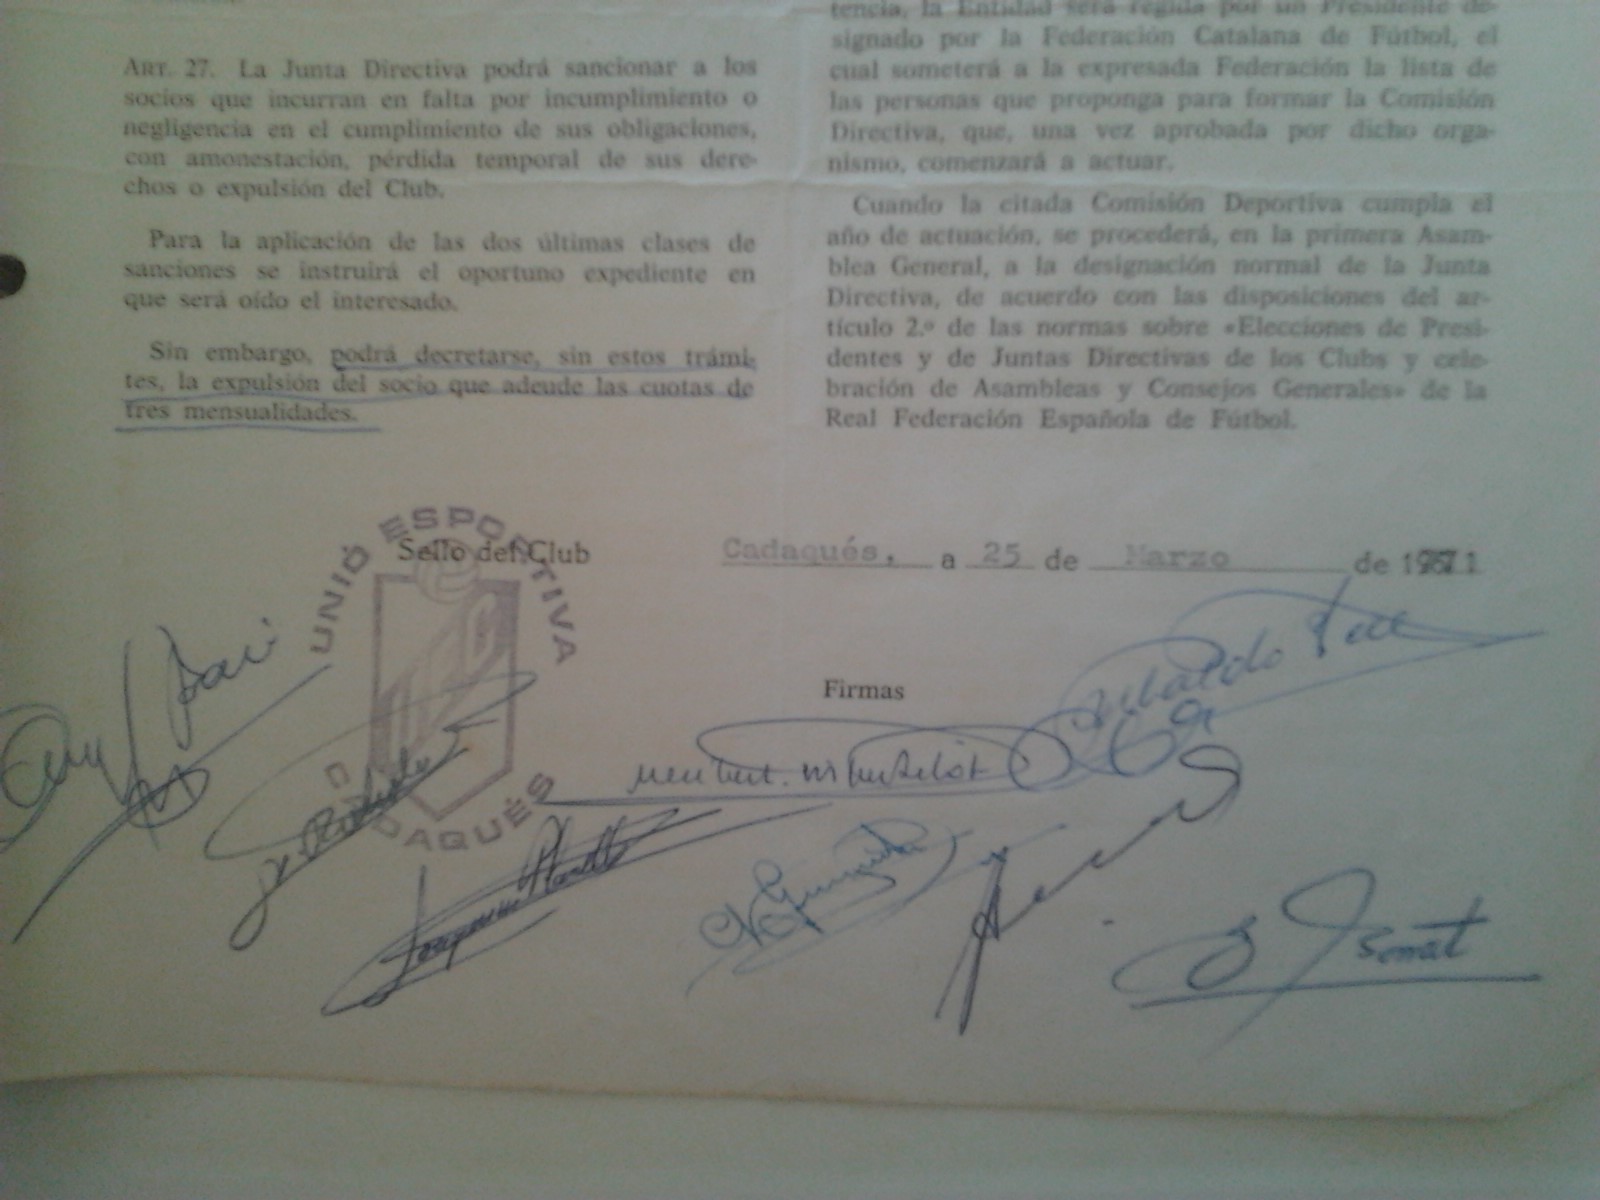 ART. 27. La Junta Directiva podrá sancionar a los
socios que incurran en falta por incumplimiento o
negligencia en el cumplimiento de sus obligaciones,
con amonestación, pérdida temporal de sus dere-
chos o expulsión del Club.
Para la aplicación de las dos últimas clases de
sanciones se instruirá el oportuno expediente en
que será oído el interesado.
Sin embargo, podrá decretarse, sin estos trámi-
tes, la expulsión del socio que adeude las cuotas de
tres mensualidades.
tencia, la Entidad será regida por un Presidente de-
signado por la Federación Catalana de Fútbol, el
cual someterá a la expresada Federación la lista de
las personas que proponga para formar la Comisión
Directiva, que, una vez aprobada por dicho orga-
nismo, comenzará a actuar.
Cuando la citada Comisión Deportiva cumpla el
año de actuación, se procederá, en la primera Asam-
blea General, a la designación normal de la Junta
Directiva, de acuerdo con las disposiciones del ar-
tículo 2.º de las normas sobre «Elecciones de Presi-
dentes y de Juntas Directivas de los Clubs y cele-
bración de Asambleas y Consejos Generales» de la
Real Federación Española de Fútbol.
Sello del Club
UNIÓ ESPORTIVA
CADAQUÉS
Cadaqués, a 25 de Marzo de 1971
Firmas